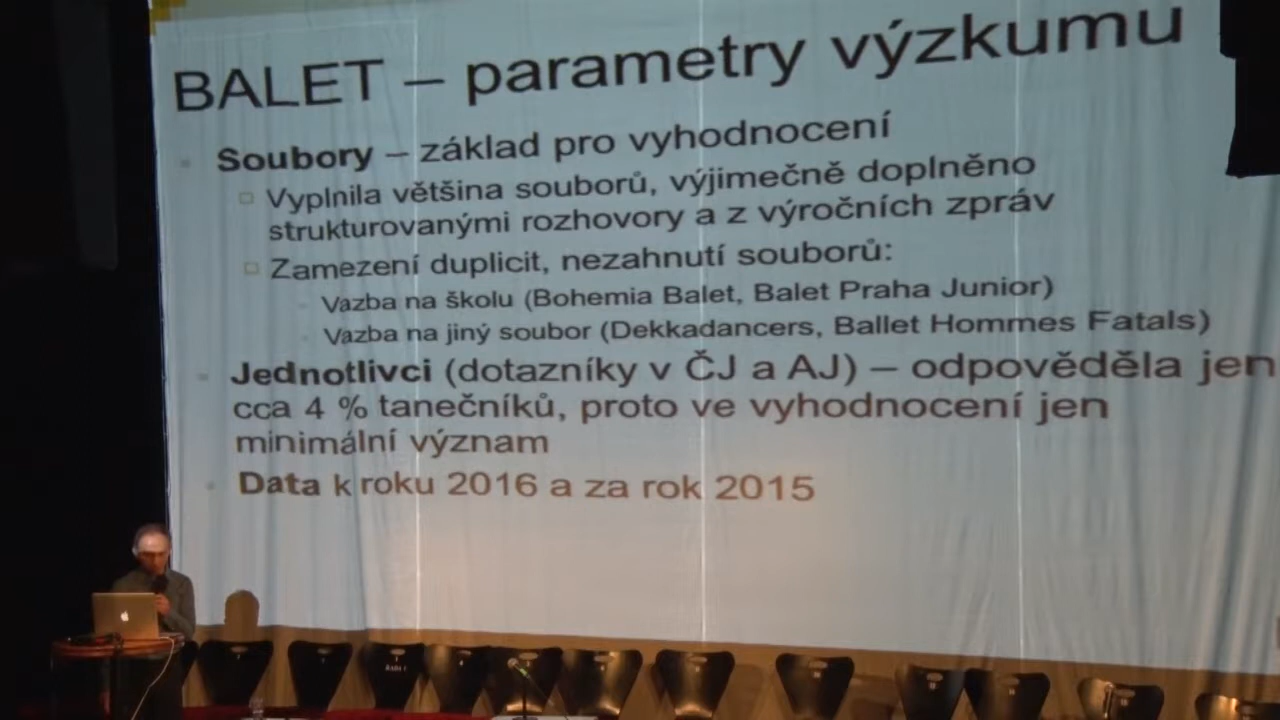 BALET – parametry výzkumu
Soubory – základ pro vyhodnocení
Vyplnila většina souborů, výjimečně doplněno
strukturovanými rozhovory a z výročních zpráv
Zamezení duplicit, nezahnutí souborů:
Vazba na školu (Bohemia Balet, Balet Praha Junior)
Vazba na jiný soubor (Dekkadancers, Ballet Hommes Fatals)
Jednotlivci (dotazníky v ČJ a AJ) – odpověděla jen
cca 4 % tanečníků, proto ve vyhodnocení jen
minimální význam
Data k roku 2016 a za rok 2015